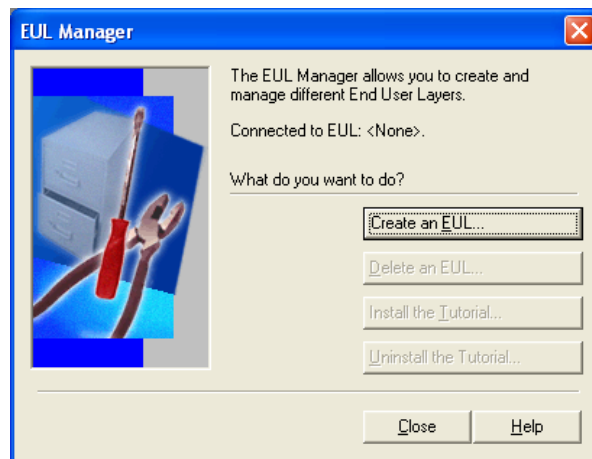 EUL Manager
The EUL Manager allows you to create and
manage different End User Layers.
Connected to EUL: <None>.
What do you want to do?
Create an EUL...
Delete an EUL...
Install the Tutorial...
Uninstall the Tutorial...
Close
Help